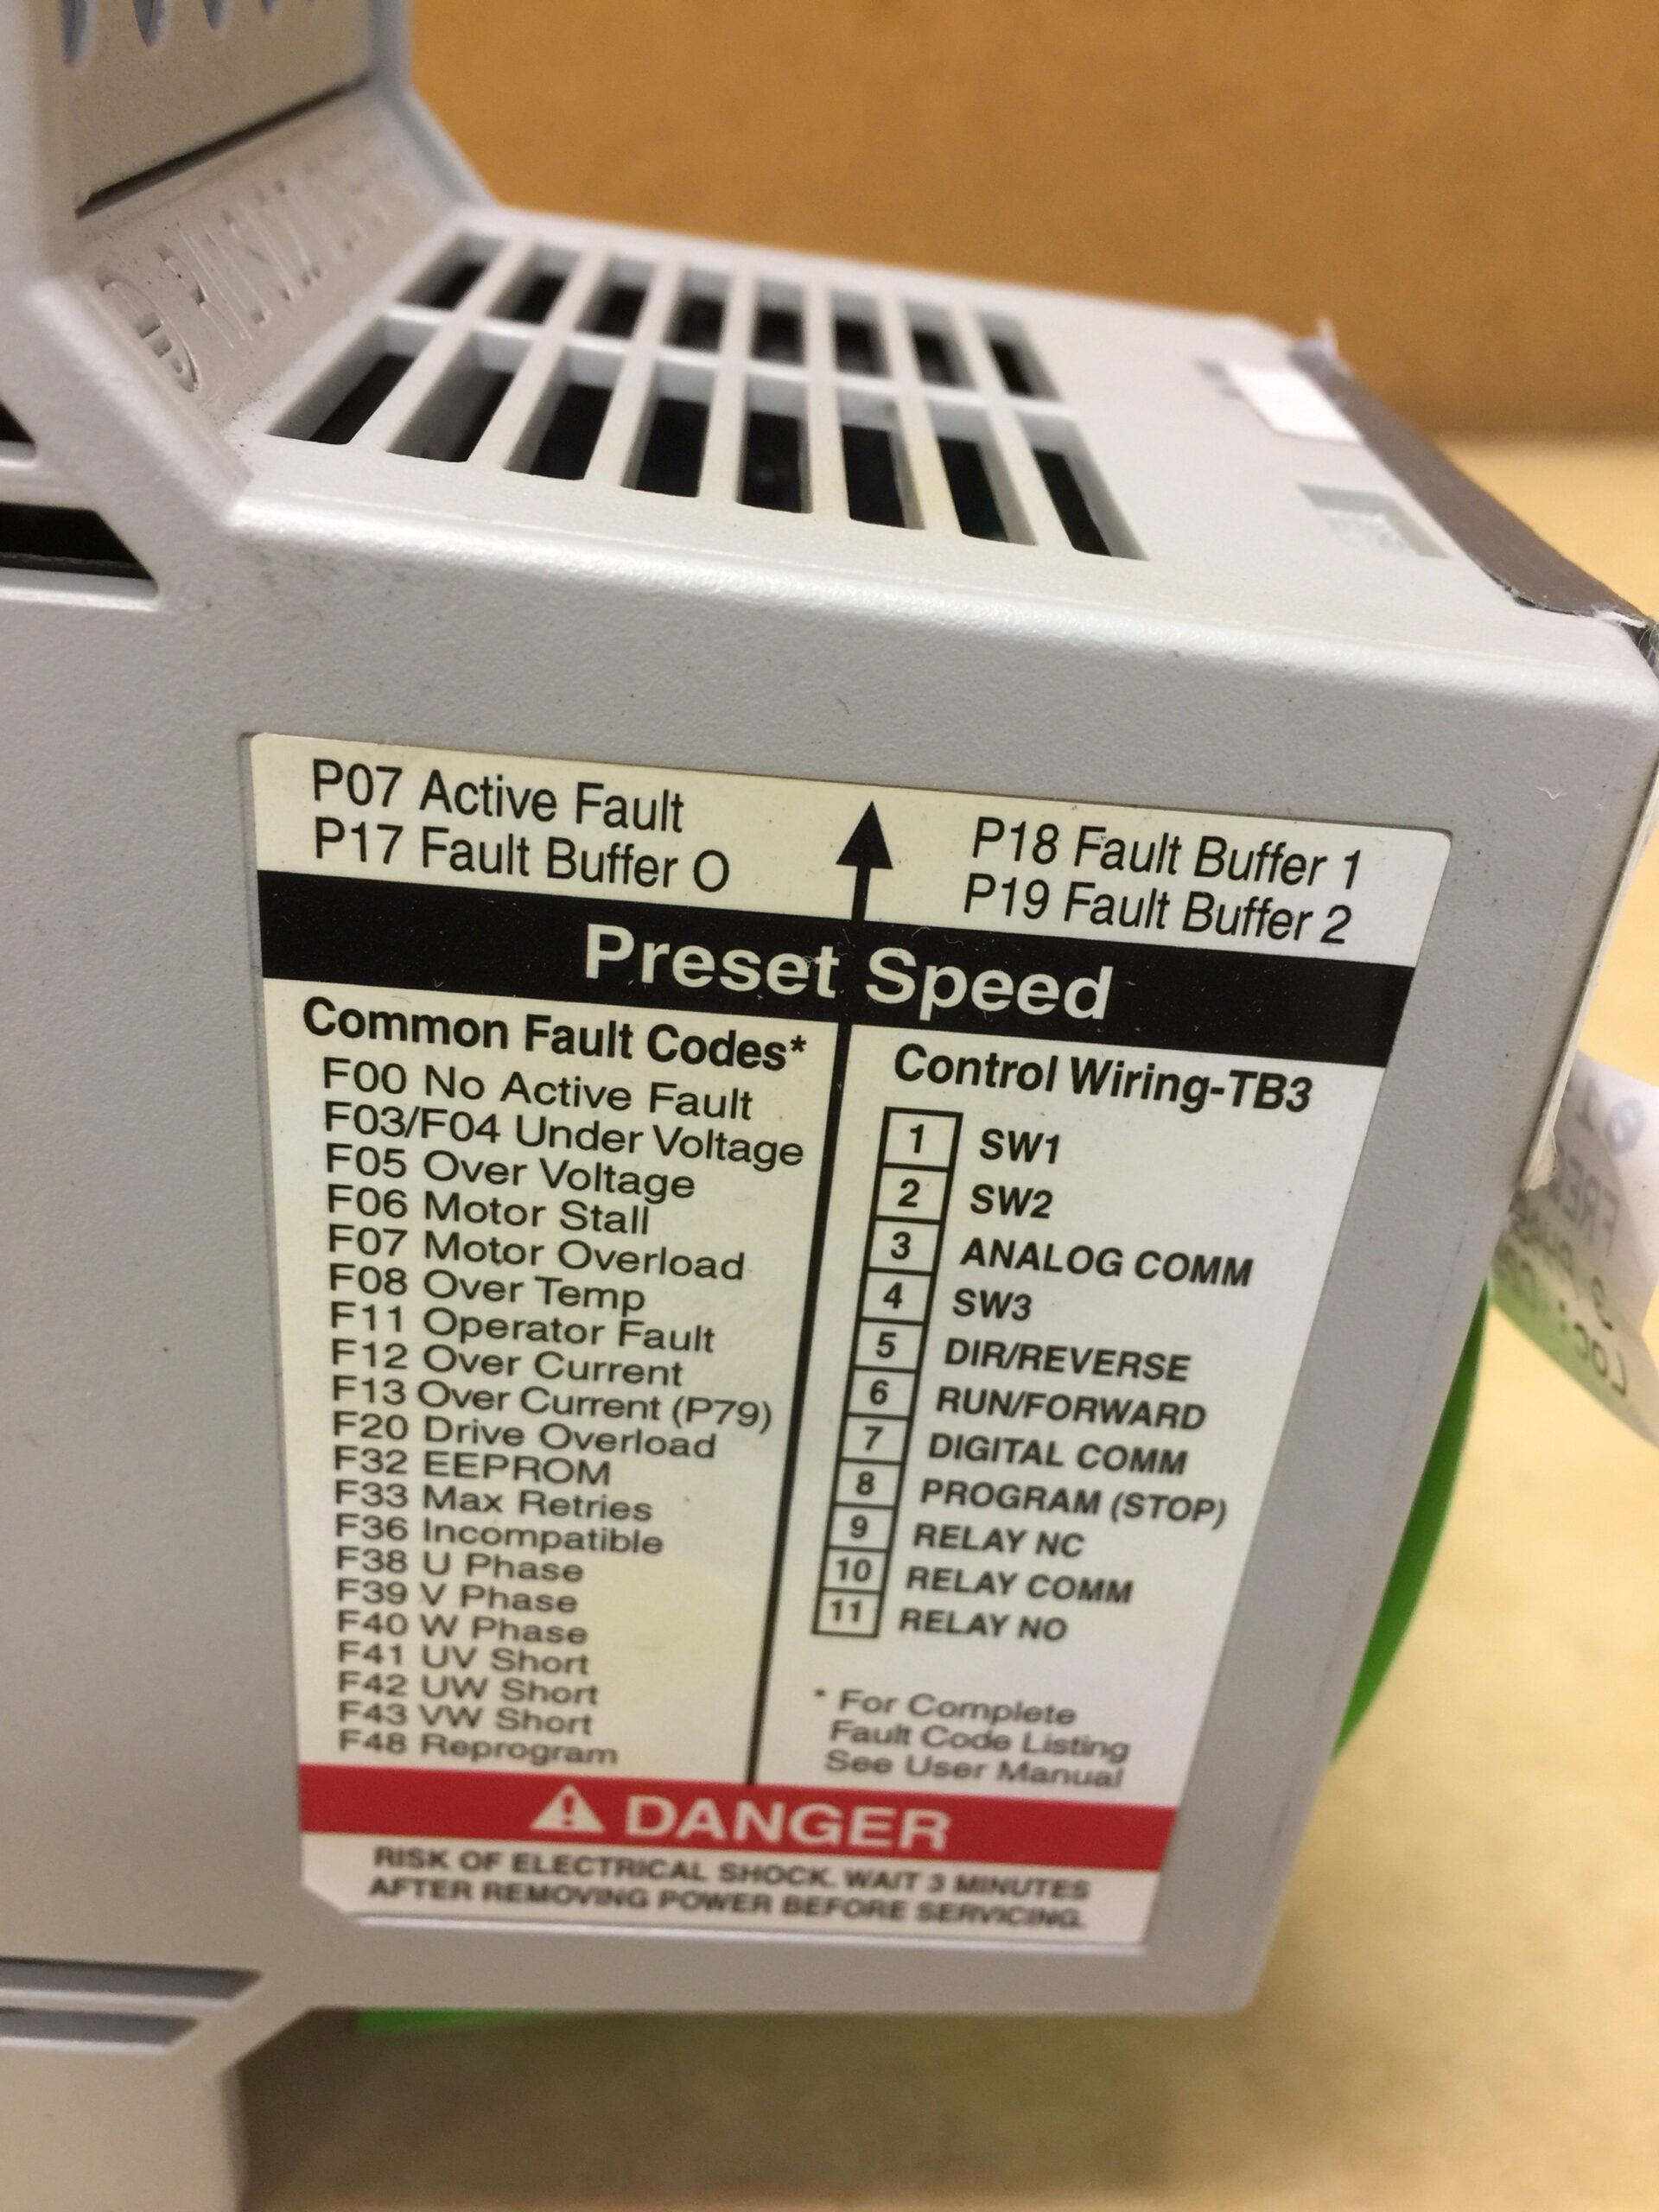 P07 Active Fault
P17 Fault Buffer O
P18 Fault Buffer 1
P19 Fault Buffer 2
Preset Speed
Common Fault Codes*
F00 No Active Fault
F03/F04 Under Voltage
F05 Over Voltage
F06 Motor Stall
F07 Motor Overload
F08 Over Temp
F11 Operator Fault
F12 Over Current
F13 Over Current (P79)
F20 Drive Overload
F32 EEPROM
F33 Max Retries
F36 Incompatible
F38 U Phase
F39 V Phase
F40 W Phase
F41 UV Short
F42 UW Short
F43 VW Short
F48 Reprogram
Control Wiring-TB3
1 SW1
2 SW2
3 ANALOG COMM
4 SW3
5 DIR/REVERSE
6 RUN/FORWARD
7 DIGITAL COMM
8 PROGRAM (STOP)
9 RELAY NC
10 RELAY COMM
11 RELAY NO
* For Complete
Fault Code Listing
See User Manual
DANGER
RISK OF ELECTRICAL SHOCK. WAIT 3 MINUTES
AFTER REMOVING POWER BEFORE SERVICING.